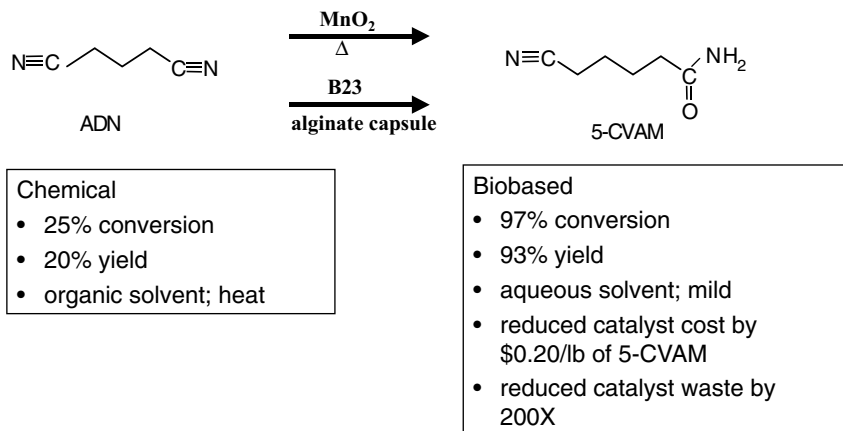 MnO2
Δ
N≡C
C≡N
ADN
B23
alginate capsule
N≡C
NH2
C
O
5-CVAM
Chemical
• 25% conversion
• 20% yield
• organic solvent; heat
Biobased
• 97% conversion
• 93% yield
• aqueous solvent; mild
• reduced catalyst cost by
$0.20/lb of 5-CVAM
• reduced catalyst waste by
200X